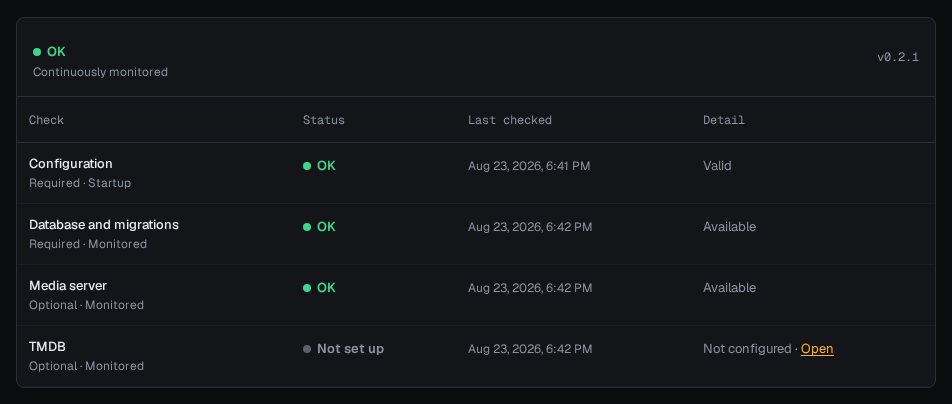 OK
Continuously monitored
v0.2.1
Check Status Last checked Detail
Configuration OK Aug 23, 2026, 6:41 PM Valid
Required · Startup
Database and migrations OK Aug 23, 2026, 6:42 PM Available
Required · Monitored
Media server OK Aug 23, 2026, 6:42 PM Available
Optional · Monitored
TMDB Not set up Aug 23, 2026, 6:42 PM Not configured · Open
Optional · Monitored